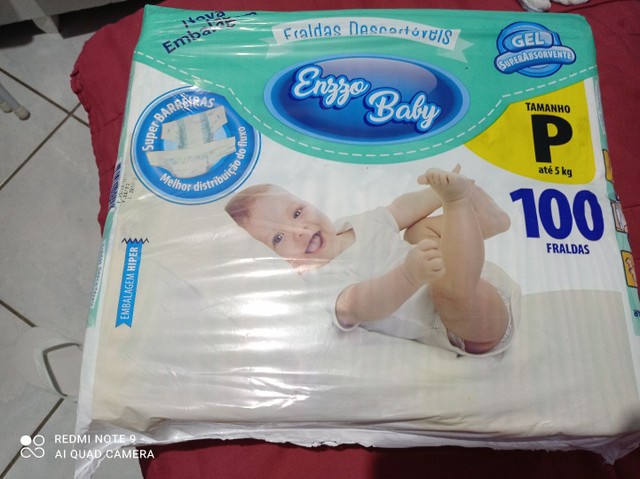 Nova
Embalagem
Fraldas Descartáveis
GEL
SUPERABSORVENTE
Enzzo
Baby
Super BARREIRAS
Melhor distribuição do fluxo
TAMANHO
P
até 5 kg
100
FRALDAS
EMBALAGEM HIPER
REDMI NOTE 9
AI QUAD CAMERA